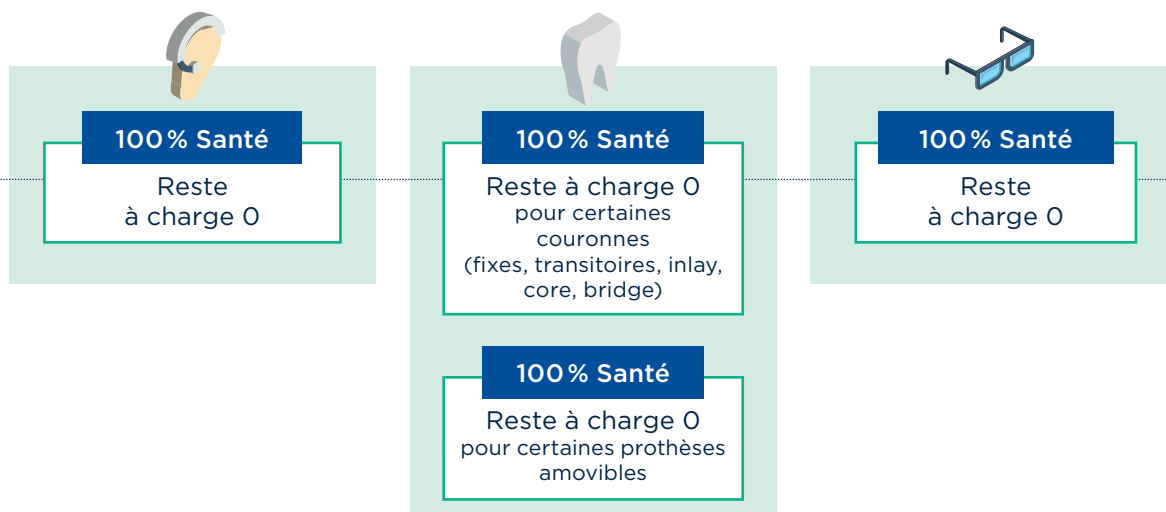 100 % Santé
Reste
à charge 0
100 % Santé
Reste à charge 0
pour certaines
couronnes
(fixes, transitoires, inlay,
core, bridge)
100 % Santé
Reste à charge 0
pour certaines prothèses
amovibles
100 % Santé
Reste
à charge 0